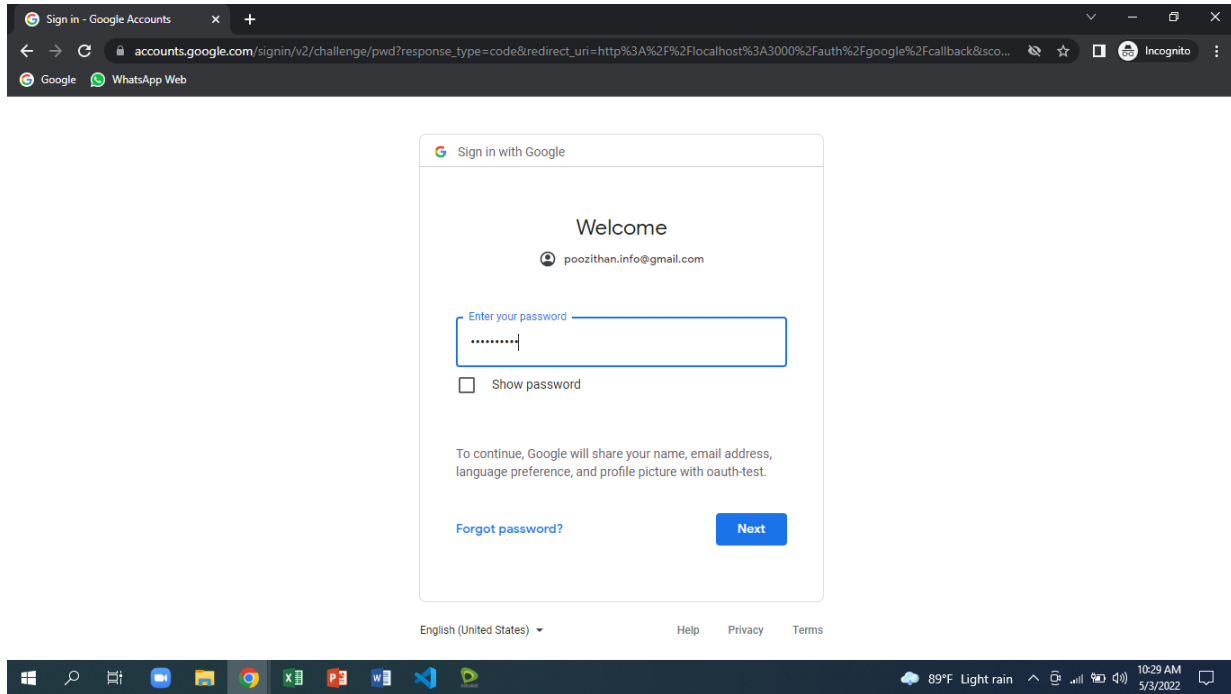 Sign in - Google Accounts
accounts.google.com/signin/v2/challenge/pwd?response_type=code&redirect_uri=http%3A%2F%2Flocalhost%3A3000%2Fauth%2Fgoogle%2Fcallback&sco... Incognito
Google WhatsApp Web
Sign in with Google
Welcome
poozithan.info@gmail.com
Enter your password
••••••••••
Show password
To continue, Google will share your name, email address,
language preference, and profile picture with oauth-test.
Forgot password? Next
English (United States) Help Privacy Terms
89°F Light rain 10:29 AM
5/3/2022